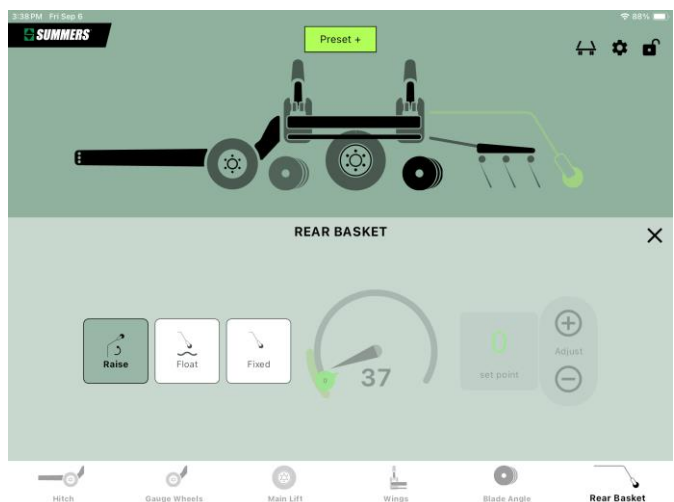 3:38 PM Fri Sep 6
88%
SUMMERS
Preset +
REAR BASKET
Raise
Float
Fixed
37
0
set point
Adjust
Hitch
Gauge Wheels
Main Lift
Wings
Blade Angle
Rear Basket